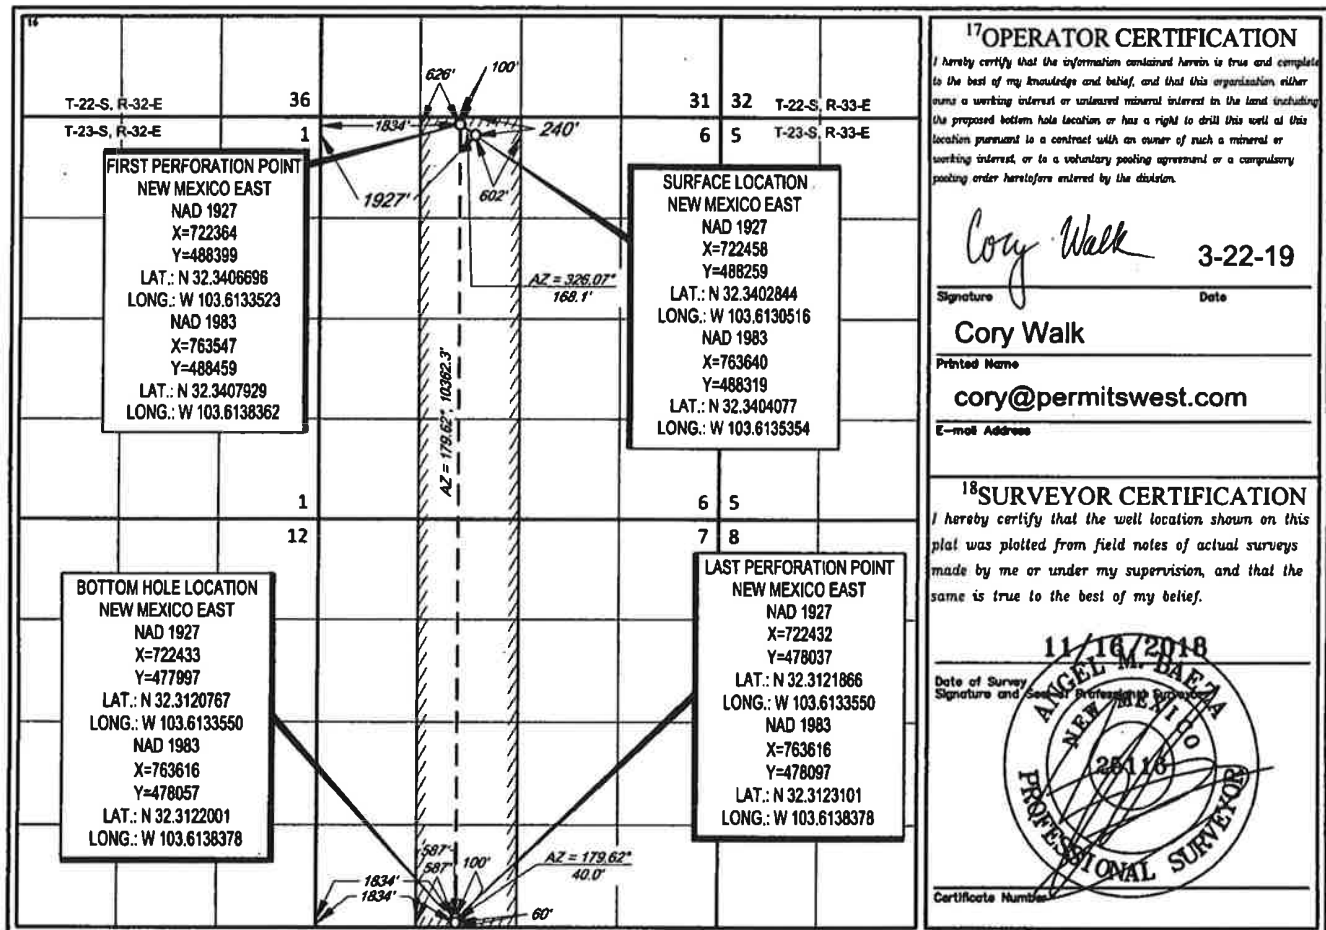 16
36
31 32
T-22-S, R-32-E
T-22-S, R-33-E
T-23-S, R-32-E
T-23-S, R-33-E
1
6 5
626'
100'
1834'
240'
1927'
602'
FIRST PERFORATION POINT
NEW MEXICO EAST
NAD 1927
X=722364
Y=488399
LAT.: N 32.3406696
LONG.: W 103.6133523
NAD 1983
X=763547
Y=488459
LAT.: N 32.3407929
LONG.: W 103.6138362
SURFACE LOCATION
NEW MEXICO EAST
NAD 1927
X=722458
Y=488259
LAT.: N 32.3402844
LONG.: W 103.6130516
NAD 1983
X=763640
Y=488319
LAT.: N 32.3404077
LONG.: W 103.6135354
AZ = 326.07°
168.1'
AZ = 179.62°, 10362.3'
1
6 5
12
7 8
BOTTOM HOLE LOCATION
NEW MEXICO EAST
NAD 1927
X=722433
Y=477997
LAT.: N 32.3120767
LONG.: W 103.6133550
NAD 1983
X=763616
Y=478057
LAT.: N 32.3122001
LONG.: W 103.6138378
LAST PERFORATION POINT
NEW MEXICO EAST
NAD 1927
X=722432
Y=478037
LAT.: N 32.3121866
LONG.: W 103.6133550
NAD 1983
X=763616
Y=478097
LAT.: N 32.3123101
LONG.: W 103.6138378
587'
587'
100'
AZ = 179.62°
40.0'
1834'
1834'
60'
17OPERATOR CERTIFICATION
I hereby certify that the information contained herein is true and complete
to the best of my knowledge and belief, and that this organization either
owns a working interest or unleased mineral interest in the land including
the proposed bottom hole location or has a right to drill this well at this
location pursuant to a contract with an owner of such a mineral or
working interest, or to a voluntary pooling agreement or a compulsory
pooling order heretofore entered by the division.
Cory Walk
3-22-19
Signature Date
Cory Walk
Printed Name
cory@permitswest.com
E-mail Address
18SURVEYOR CERTIFICATION
I hereby certify that the well location shown on this
plat was plotted from field notes of actual surveys
made by me or under my supervision, and that the
same is true to the best of my belief.
11/16/2018
Date of Survey
Signature and Seal of Professional Surveyor
ANGEL M. BAEZA
NEW MEXICO
25116
PROFESSIONAL SURVEYOR
Certificate Number